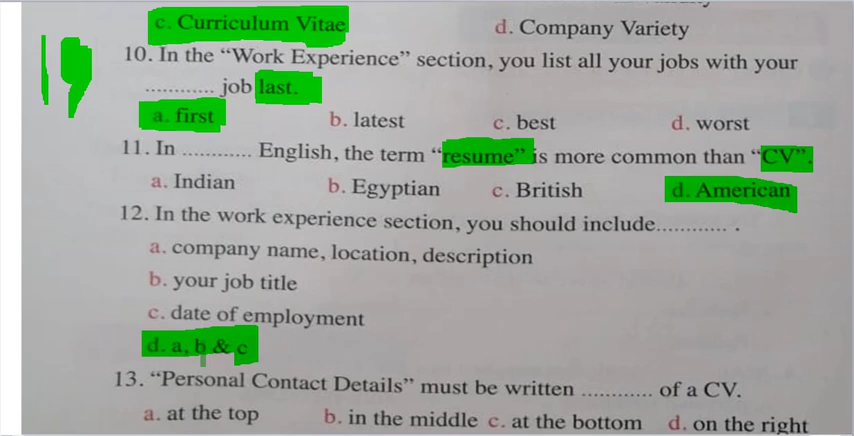 c. Curriculum Vitae d. Company Variety
10. In the “Work Experience” section, you list all your jobs with your
............ job last.
a. first b. latest c. best d. worst
11. In ............ English, the term “resume” is more common than “CV”.
a. Indian b. Egyptian c. British d. American
12. In the work experience section, you should include............ .
a. company name, location, description
b. your job title
c. date of employment
d. a, b & c
13. “Personal Contact Details” must be written ............ of a CV.
a. at the top b. in the middle c. at the bottom d. on the right